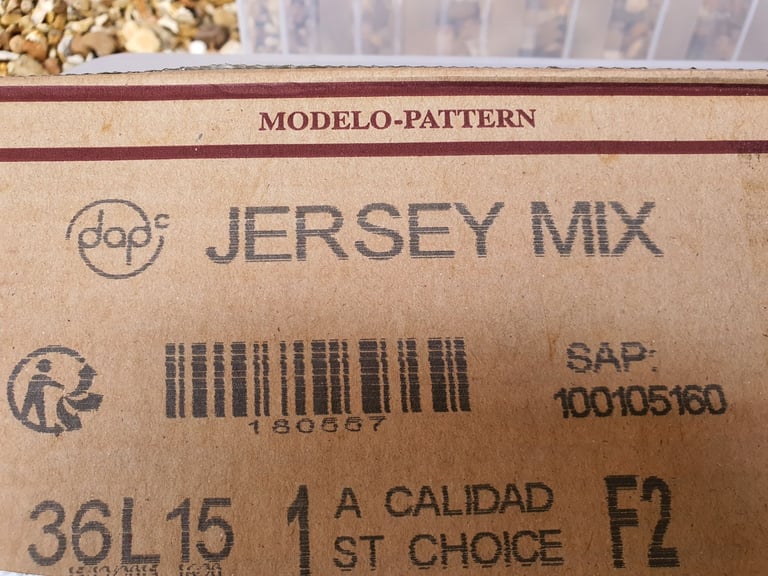 MODELO-PATTERN
dap c JERSEY MIX
SAP:
180557
100105160
36L15 1 A CALIDAD F2
ST CHOICE